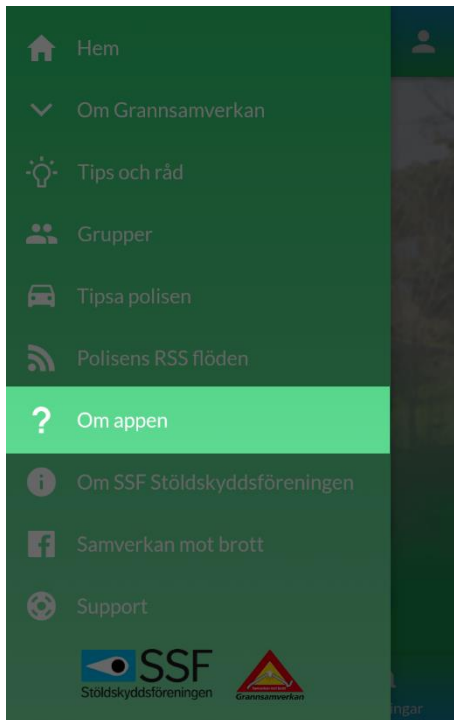 Hem
Om Grannsamverkan
Tips och råd
Grupper
Tipsa polisen
Polisens RSS flöden
? Om appen
Om SSF Stöldskyddsföreningen
Samverkan mot brott
Support
SSF
Stöldskyddsföreningen
Grannsamverkan
ingar